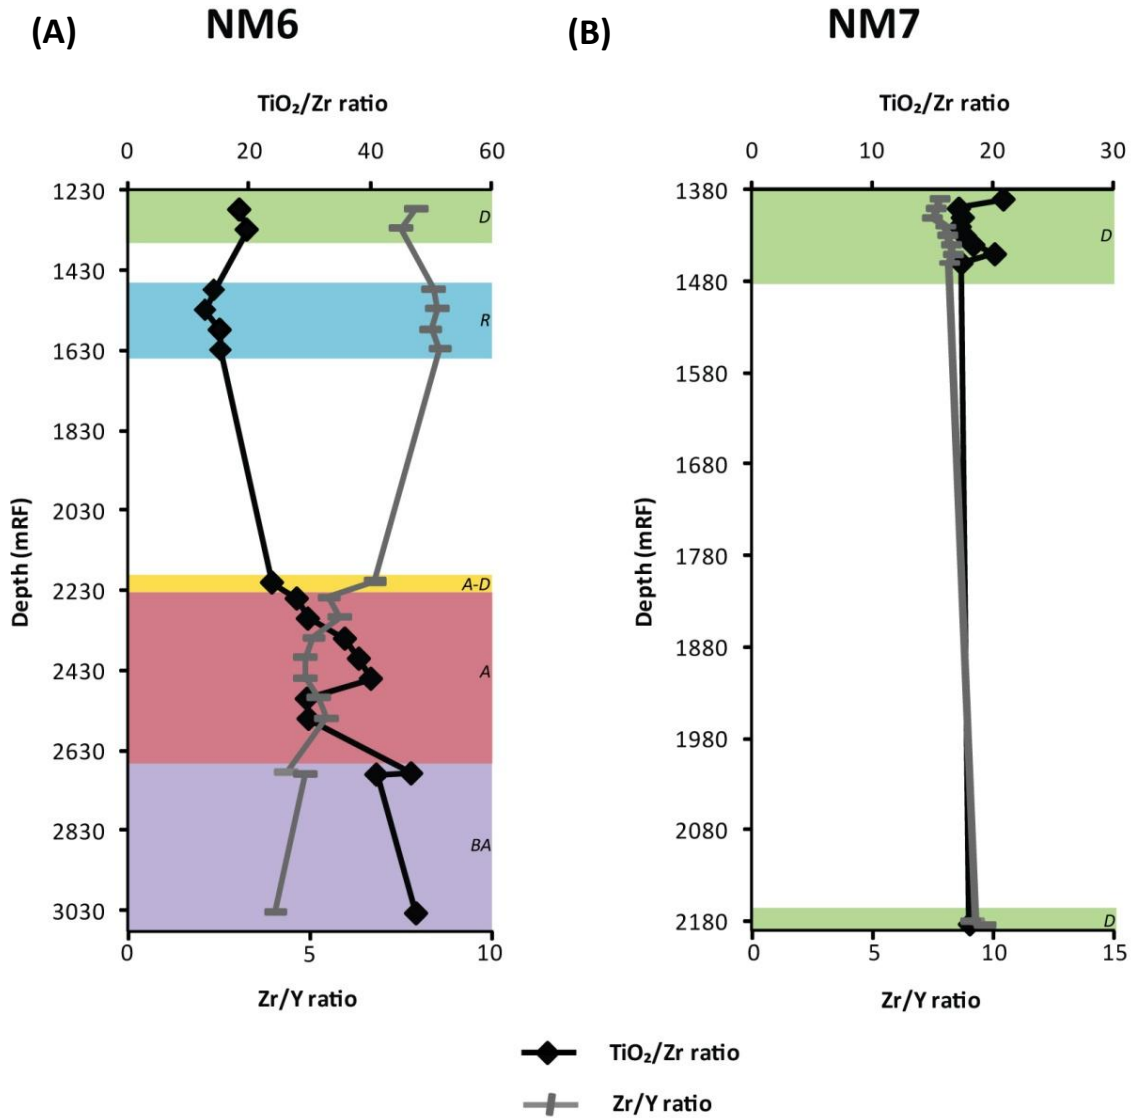 (A) NM6
TiO₂/Zr ratio
0 20 40 60
1230
1430
1630
1830
2030
2230
2430
2630
2830
3030
Depth (mRF)
D
R
A-D
A
BA
0 5 10
Zr/Y ratio
(B) NM7
TiO₂/Zr ratio
0 10 20 30
1380
1480
1580
1680
1780
1880
1980
2080
2180
Depth (mRF)
D
D
0 5 10 15
Zr/Y ratio
TiO₂/Zr ratio
Zr/Y ratio